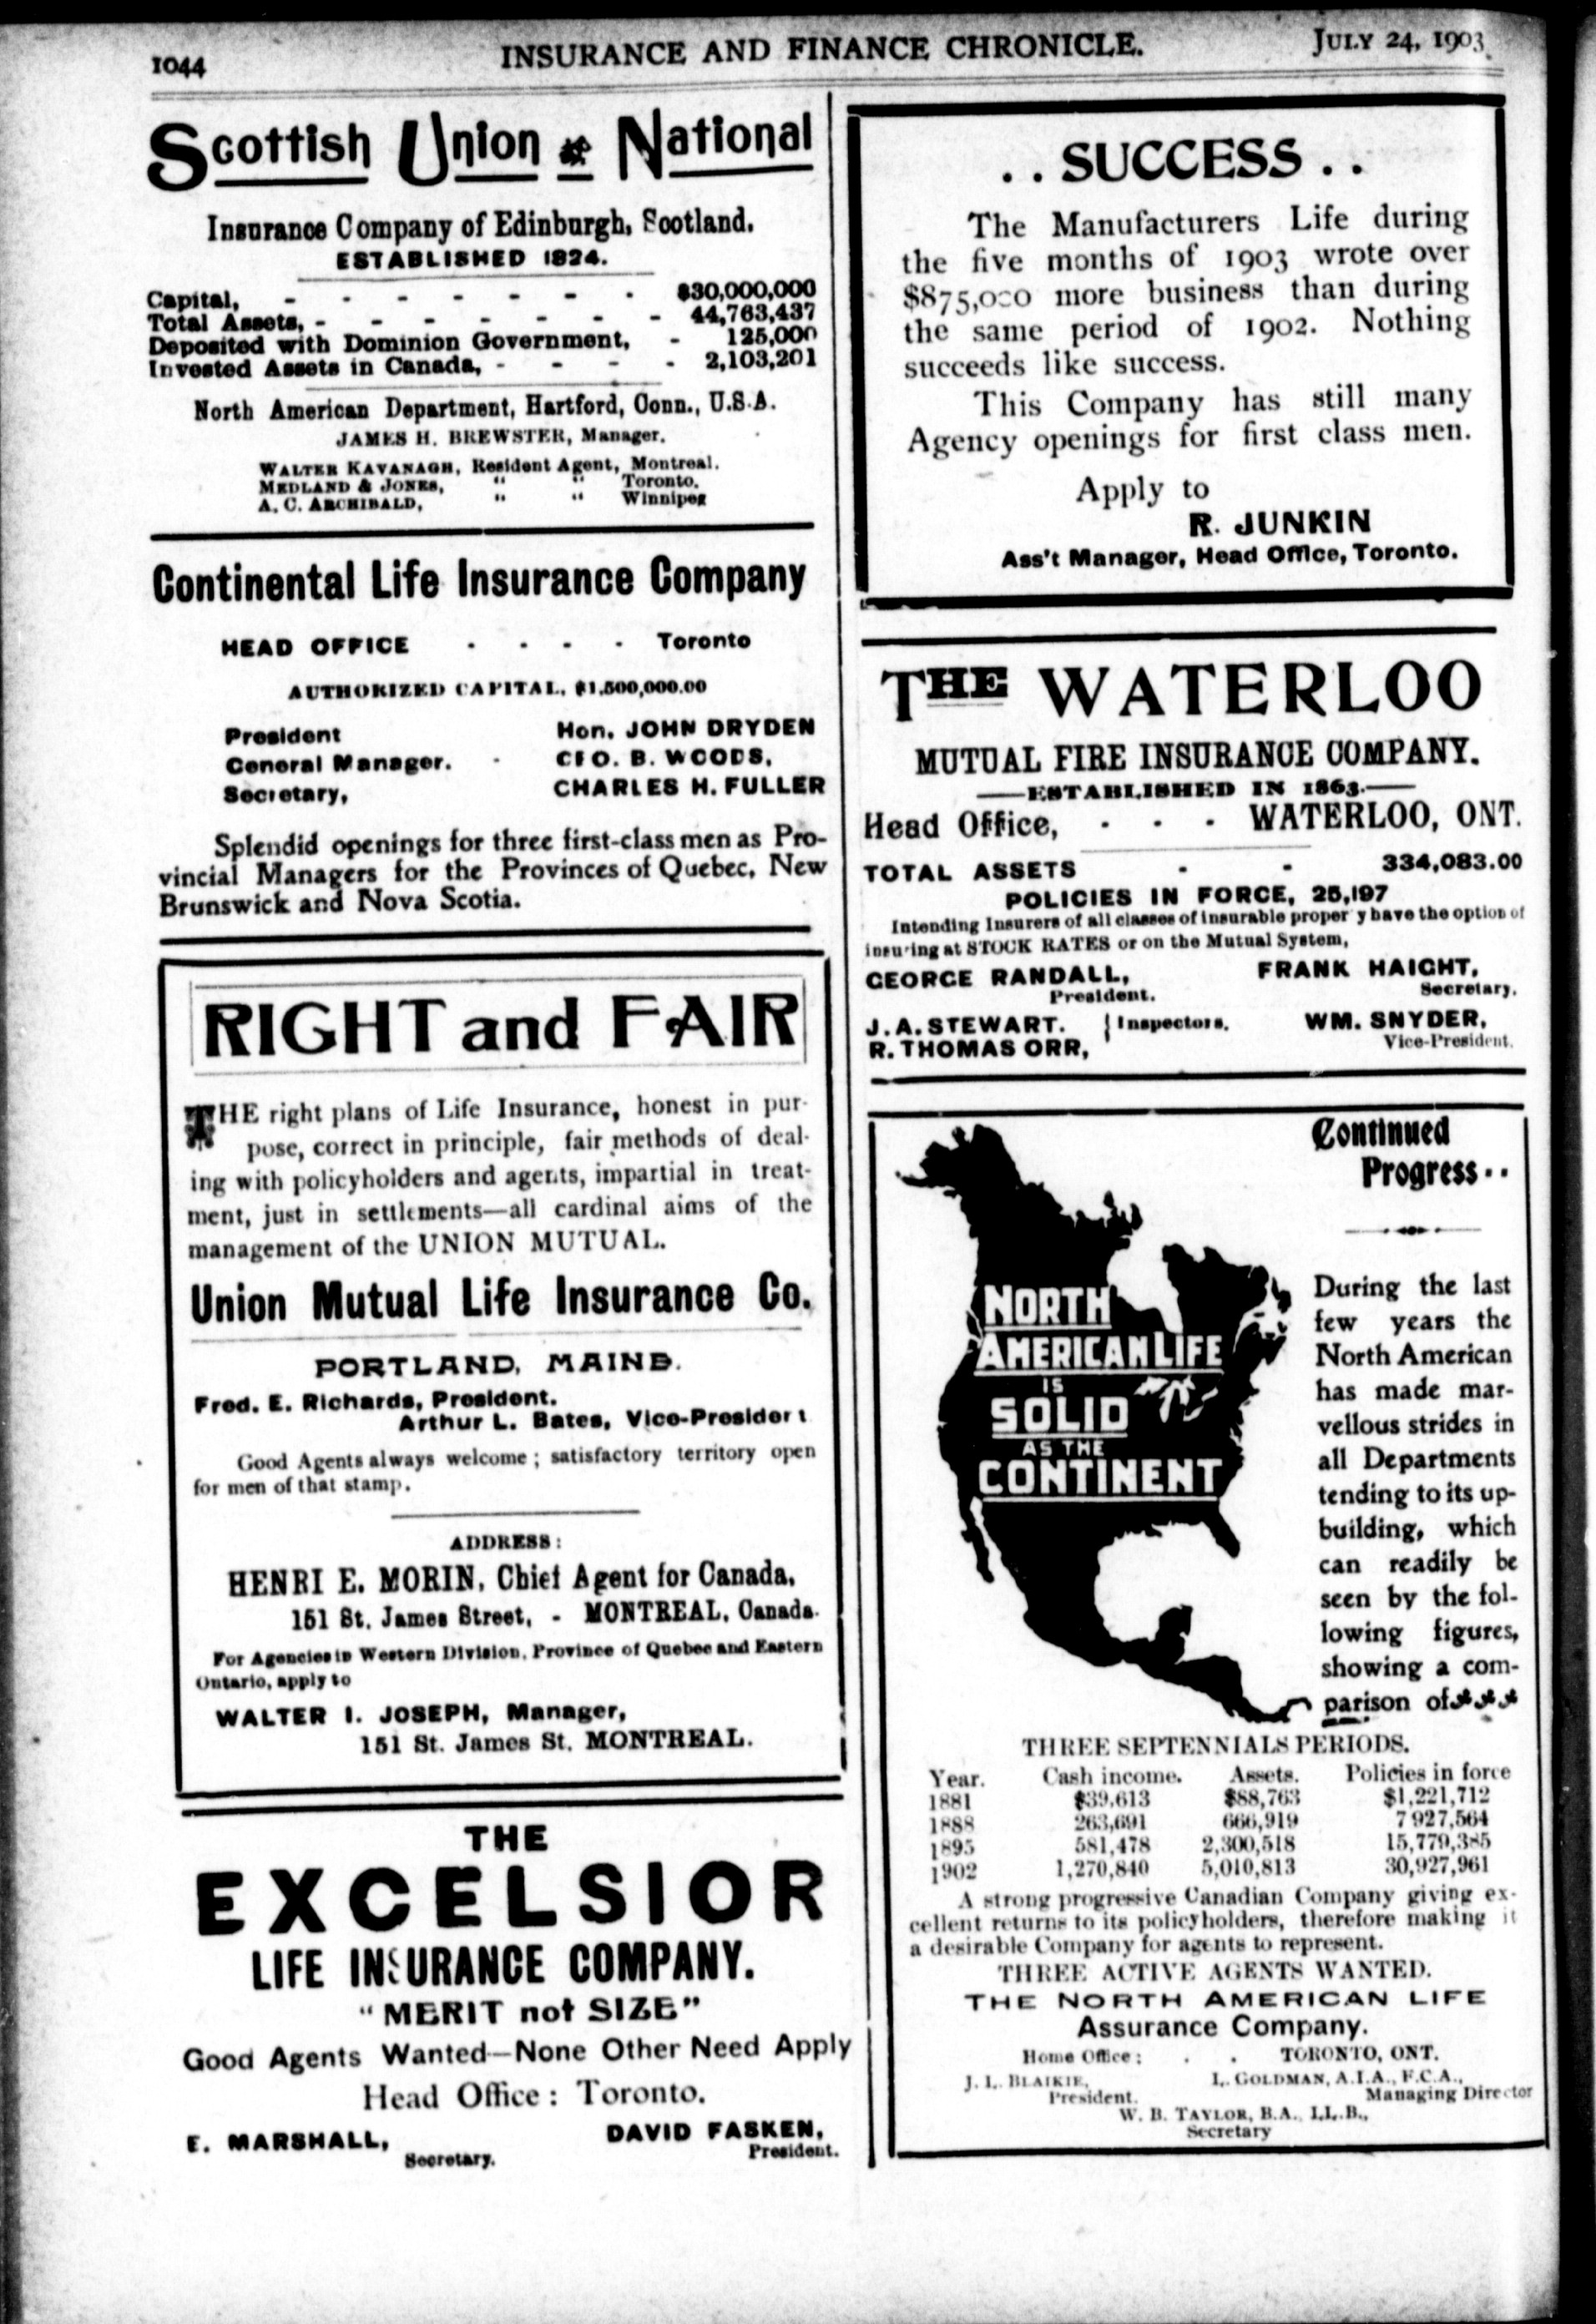 1044 INSURANCE AND FINANCE CHRONICLE. JULY 24, 1903
Scottish Union & National
Insurance Company of Edinburgh, Scotland.
ESTABLISHED 1824.
Capital, - - - - - - - $30,000,000
Total Assets, - - - - - - - 44,763,437
Deposited with Dominion Government, - 125,000
Invested Assets in Canada, - - - - 2,103,201
North American Department, Hartford, Conn., U.S.A.
JAMES H. BREWSTER, Manager.
WALTER KAVANAGH, Resident Agent, Montreal.
MEDLAND & JONES, " " Toronto.
A. C. ARCHIBALD, " " Winnipeg
Continental Life Insurance Company
HEAD OFFICE - - - - Toronto
AUTHORIZED CAPITAL, $1,500,000.00
President Hon. JOHN DRYDEN
General Manager. - GEO. B. WOODS,
Secretary, CHARLES H. FULLER
Splendid openings for three first-class men as Pro-
vincial Managers for the Provinces of Quebec, New
Brunswick and Nova Scotia.
RIGHT and FAIR
THE right plans of Life Insurance, honest in pur-
pose, correct in principle, fair methods of deal-
ing with policyholders and agents, impartial in treat-
ment, just in settlements—all cardinal aims of the
management of the UNION MUTUAL.
Union Mutual Life Insurance Co.
PORTLAND, MAINE.
Fred. E. Richards, President.
Arthur L. Bates, Vice-President
Good Agents always welcome; satisfactory territory open
for men of that stamp.
ADDRESS:
HENRI E. MORIN, Chief Agent for Canada,
151 St. James Street, - MONTREAL, Canada.
For Agencies in Western Division, Province of Quebec and Eastern
Ontario, apply to
WALTER I. JOSEPH, Manager,
151 St. James St. MONTREAL.
THE
EXCELSIOR
LIFE INSURANCE COMPANY.
"MERIT not SIZE"
Good Agents Wanted—None Other Need Apply
Head Office: Toronto.
E. MARSHALL, DAVID FASKEN,
Secretary. President.
..SUCCESS..
The Manufacturers Life during
the five months of 1903 wrote over
$875,000 more business than during
the same period of 1902. Nothing
succeeds like success.
This Company has still many
Agency openings for first class men.
Apply to
R. JUNKIN
Ass't Manager, Head Office, Toronto.
THE WATERLOO
MUTUAL FIRE INSURANCE COMPANY.
—ESTABLISHED IN 1863.—
Head Office, - - - WATERLOO, ONT.
TOTAL ASSETS - - 334,083.00
POLICIES IN FORCE, 25,197
Intending Insurers of all classes of insurable proper y have the option of
insuring at STOCK RATES or on the Mutual System,
GEORGE RANDALL, FRANK HAIGHT,
President. Secretary.
J. A. STEWART. } Inspectors. WM. SNYDER,
R. THOMAS ORR, Vice-President.
Continued
Progress..
NORTH
AMERICAN LIFE
IS
SOLID
AS THE
CONTINENT
During the last
few years the
North American
has made mar-
vellous strides in
all Departments
tending to its up-
building, which
can readily be
seen by the fol-
lowing figures,
showing a com-
parison of
THREE SEPTENNIALS PERIODS.
Year. Cash income. Assets. Policies in force
1881 $39,613 $88,763 $1,221,712
1888 263,691 666,919 7 927,564
1895 581,478 2,300,518 15,779,385
1902 1,270,840 5,010,813 30,927,961
A strong progressive Canadian Company giving ex-
cellent returns to its policyholders, therefore making it
a desirable Company for agents to represent.
THREE ACTIVE AGENTS WANTED.
THE NORTH AMERICAN LIFE
Assurance Company.
Home Office: . . TORONTO, ONT.
J. L. BLAIKIE, L. GOLDMAN, A.I.A., F.C.A.,
President. Managing Director
W. B. TAYLOR, B.A., LL.B.,
Secretary